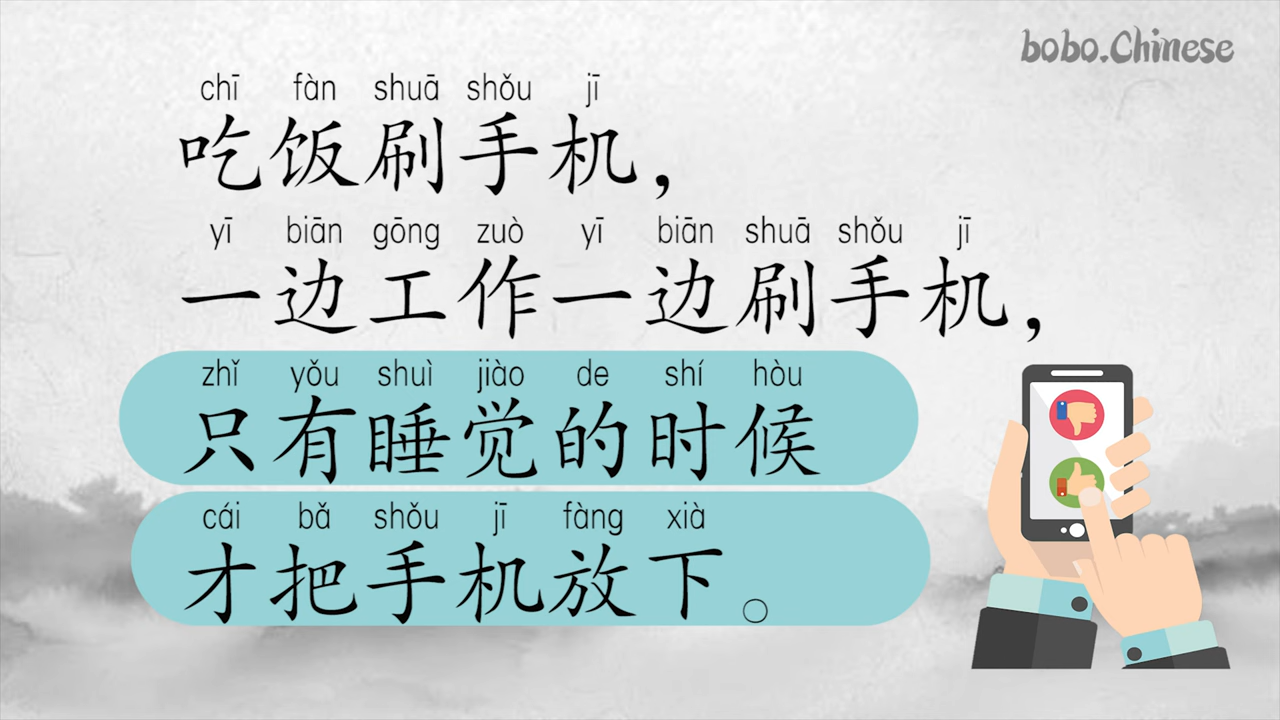 bobo.Chinese
chī fàn shuā shǒu jī
吃饭刷手机，
yī biān gōng zuò yī biān shuā shǒu jī
一边工作一边刷手机，
zhǐ yǒu shuì jiào de shí hòu
只有睡觉的时候
cái bǎ shǒu jī fàng xià
才把手机放下。